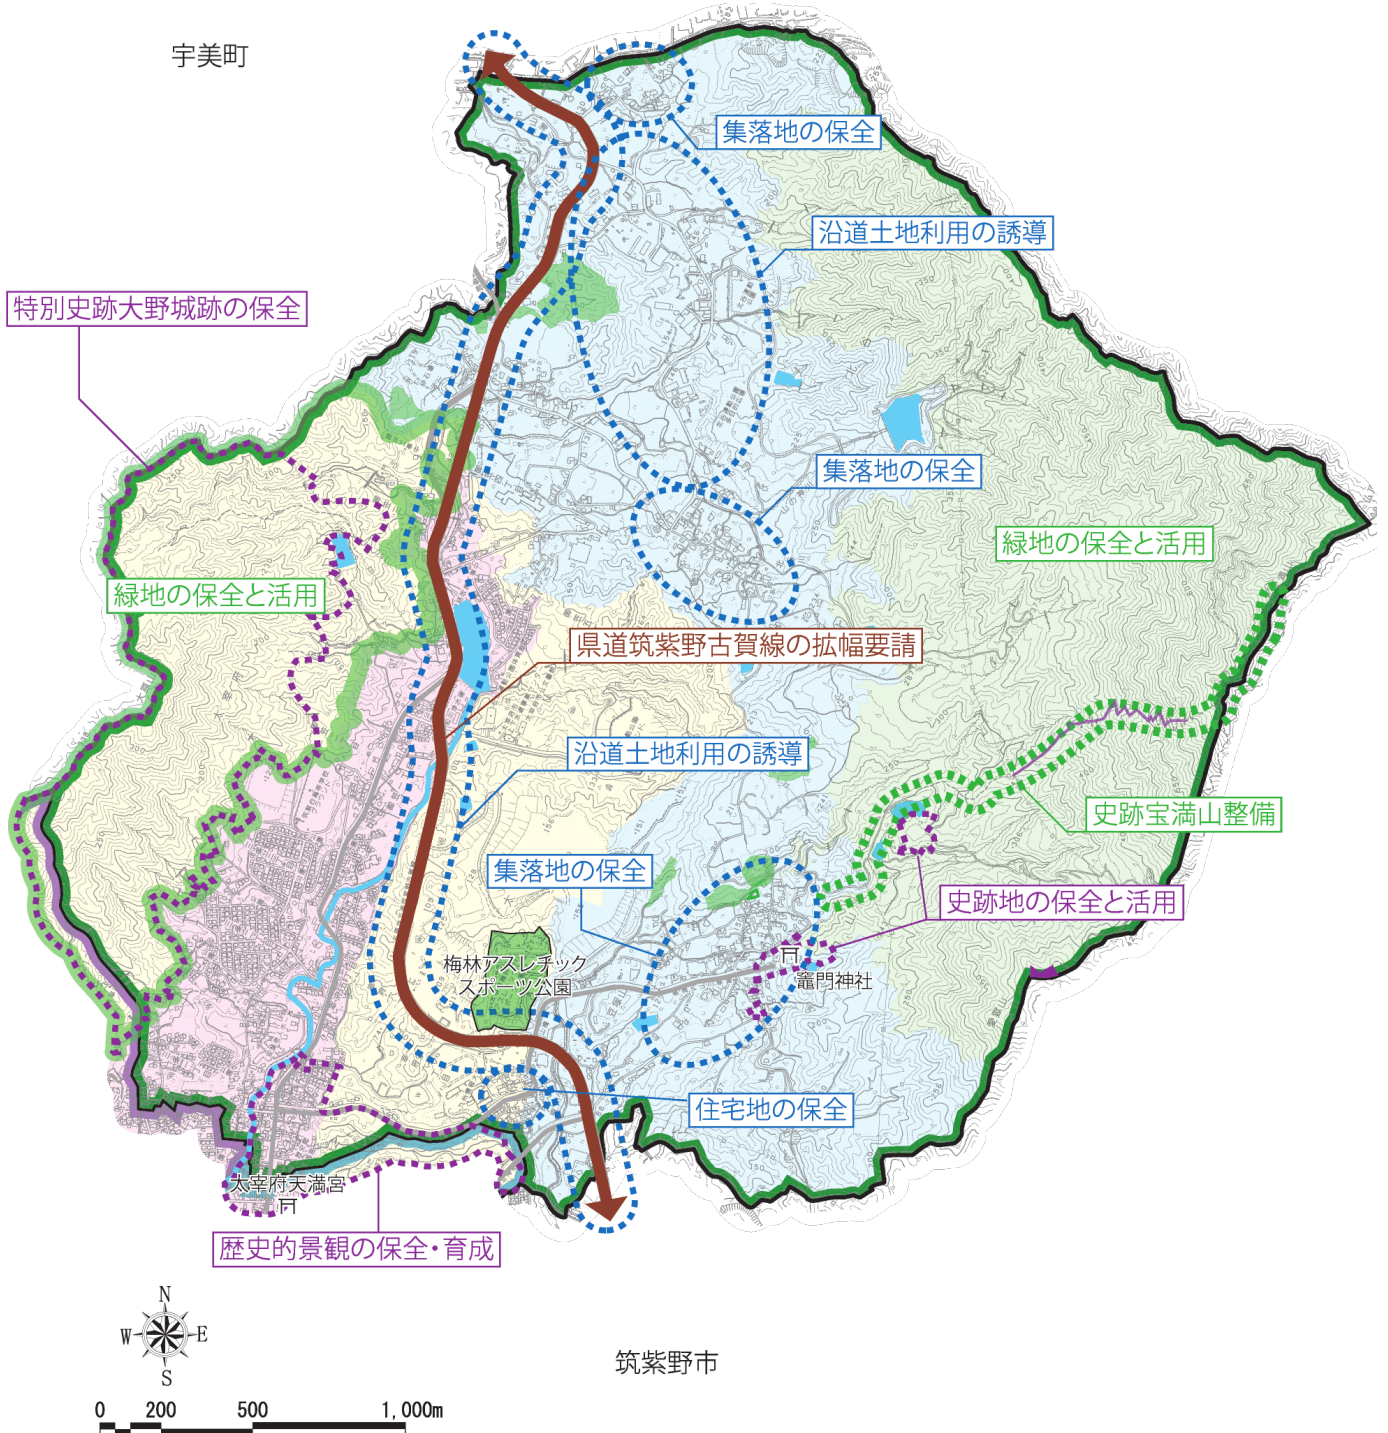 宇美町
集落地の保全
沿道土地利用の誘導
特別史跡大野城跡の保全
集落地の保全
緑地の保全と活用
緑地の保全と活用
県道筑紫野古賀線の拡幅要請
沿道土地利用の誘導
史跡宝満山整備
集落地の保全
史跡地の保全と活用
梅林アスレチック
スポーツ公園
竈門神社
住宅地の保全
太宰府天満宮
歴史的景観の保全・育成
N
W
E
S
筑紫野市
0 200 500 1,000m